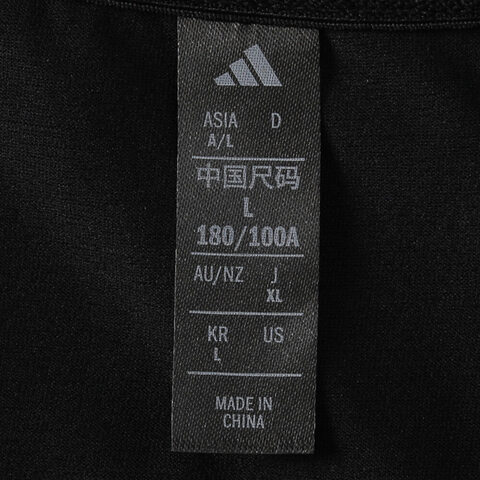 ASIA D
A/L
中国尺码
L
180/100A
AU/NZ J
XL
KR US
L
MADE IN
CHINA